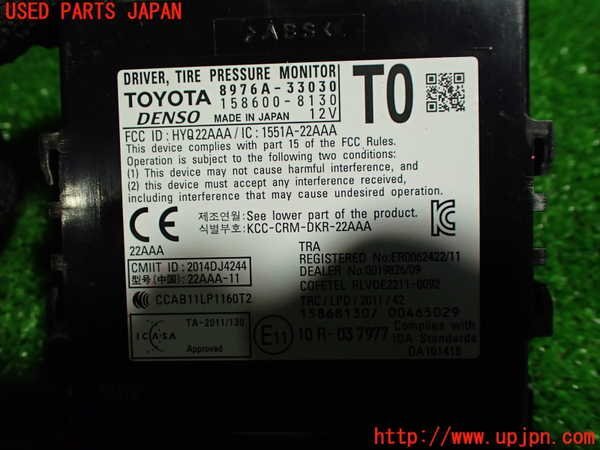 USED PARTS JAPAN
>ABS<
DRIVER, TIRE PRESSURE MONITOR
TOYOTA 8976A-33030
DENSO 158600-8130
MADE IN JAPAN 12V
T0
FCC ID : HYQ22AAA / IC : 1551A-22AAA
This device complies with part 15 of the FCC Rules.
Operation is subject to the following two conditions:
(1) This device may not cause harmful interference, and
(2) this device must accept any interference received,
including interference that may cause undesired operation.
CE
22AAA
제조연월: See lower part of the product.
식별부호: KCC-CRM-DKR-22AAA
CMIIT ID : 2014DJ4244
型号(中国): 22AAA-11
CCAB11LP1160T2
TRA
REGISTERED No:ER0062422/11
DEALER No:0019826/09
COFETEL RLVDE2211-0092
TRC/LPD/2011/42
15868130/ 00465029
ICASA
TA-2011/130
Approved
E11 10 R-03 7977
Complies with
IDA Standards
DA101418
http://www.upjpn.com/